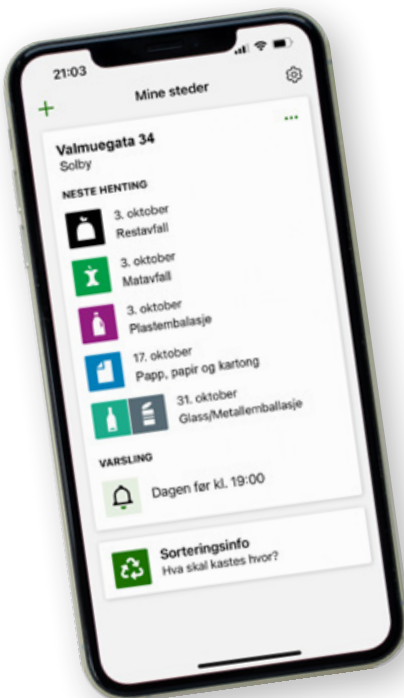 21:03
Mine steder
Valmuegata 34
Solby
NESTE HENTING
3. oktober
Restavfall
3. oktober
Matavfall
3. oktober
Plastembalasje
17. oktober
Papp, papir og kartong
31. oktober
Glass/Metallemballasje
VARSLING
Dagen før kl. 19:00
Sorteringsinfo
Hva skal kastes hvor?